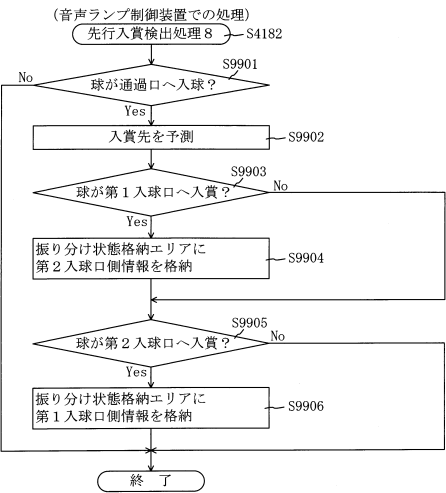 （音声ランプ制御装置での処理）
先行入賞検出処理８
S4182
S9901
No
球が通過口へ入球？
Yes
入賞先を予測
S9902
S9903
球が第１入球口へ入賞？
No
Yes
振り分け状態格納エリアに
第２入球口側情報を格納
S9904
S9905
球が第２入球口へ入賞？
No
Yes
振り分け状態格納エリアに
第１入球口側情報を格納
S9906
終　了